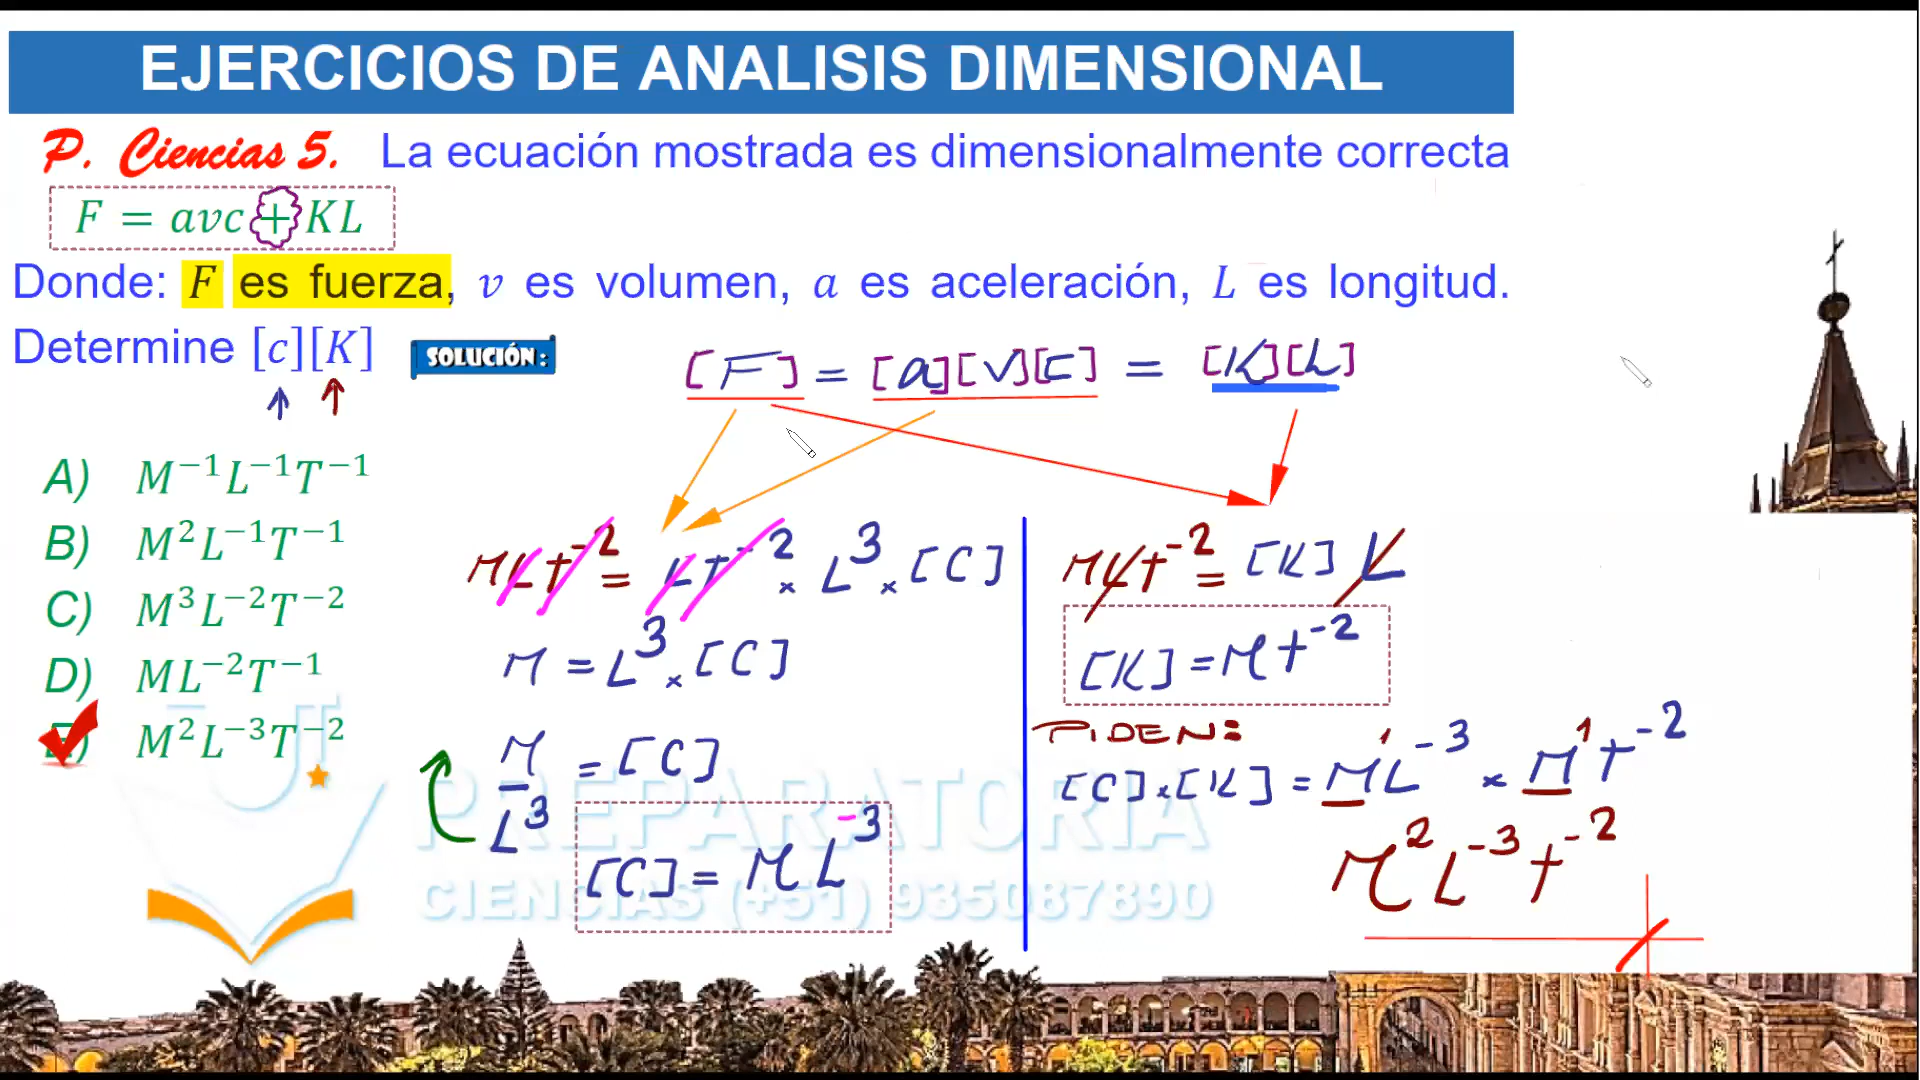 EJERCICIOS DE ANALISIS DIMENSIONAL
P. Ciencias 5. La ecuación mostrada es dimensionalmente correcta
F = avc + KL
Donde: F es fuerza, v es volumen, a es aceleración, L es longitud.
Determine [c][K]
SOLUCIÓN:
[F] = [a][V][C] = [K][L]
A) M⁻¹L⁻¹T⁻¹
B) M²L⁻¹T⁻¹
C) M³L⁻²T⁻²
D) ML⁻²T⁻¹
E) M²L⁻³T⁻²
MLT⁻² = LT⁻² × L³ × [C]
M = L³ × [C]
M/L³ = [C]
[C] = ML⁻³
MLT⁻² = [K] L
[K] = MT⁻²
PIDEN:
[C] × [K] = M¹L⁻³ × M¹T⁻²
M²L⁻³T⁻²
PREPARATORIA
CIENCIAS (+51) 935087890